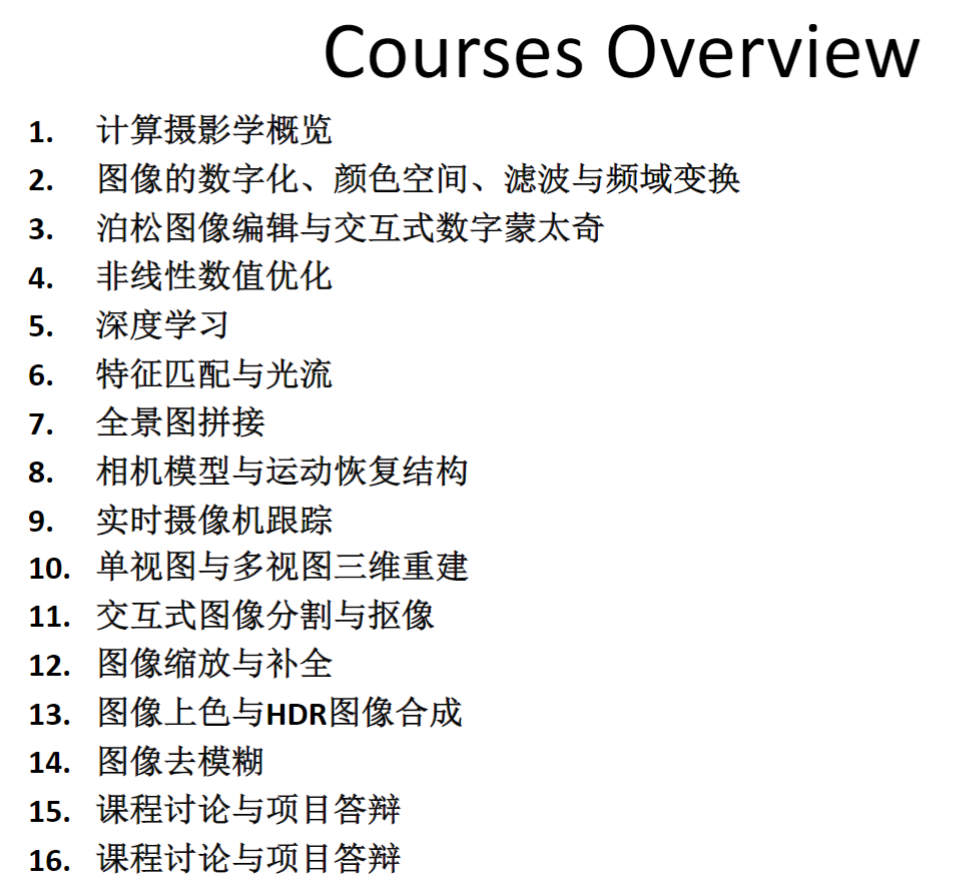 Courses Overview
1. 计算摄影学概览
2. 图像的数字化、颜色空间、滤波与频域变换
3. 泊松图像编辑与交互式数字蒙太奇
4. 非线性数值优化
5. 深度学习
6. 特征匹配与光流
7. 全景图拼接
8. 相机模型与运动恢复结构
9. 实时摄像机跟踪
10. 单视图与多视图三维重建
11. 交互式图像分割与抠像
12. 图像缩放与补全
13. 图像上色与HDR图像合成
14. 图像去模糊
15. 课程讨论与项目答辩
16. 课程讨论与项目答辩